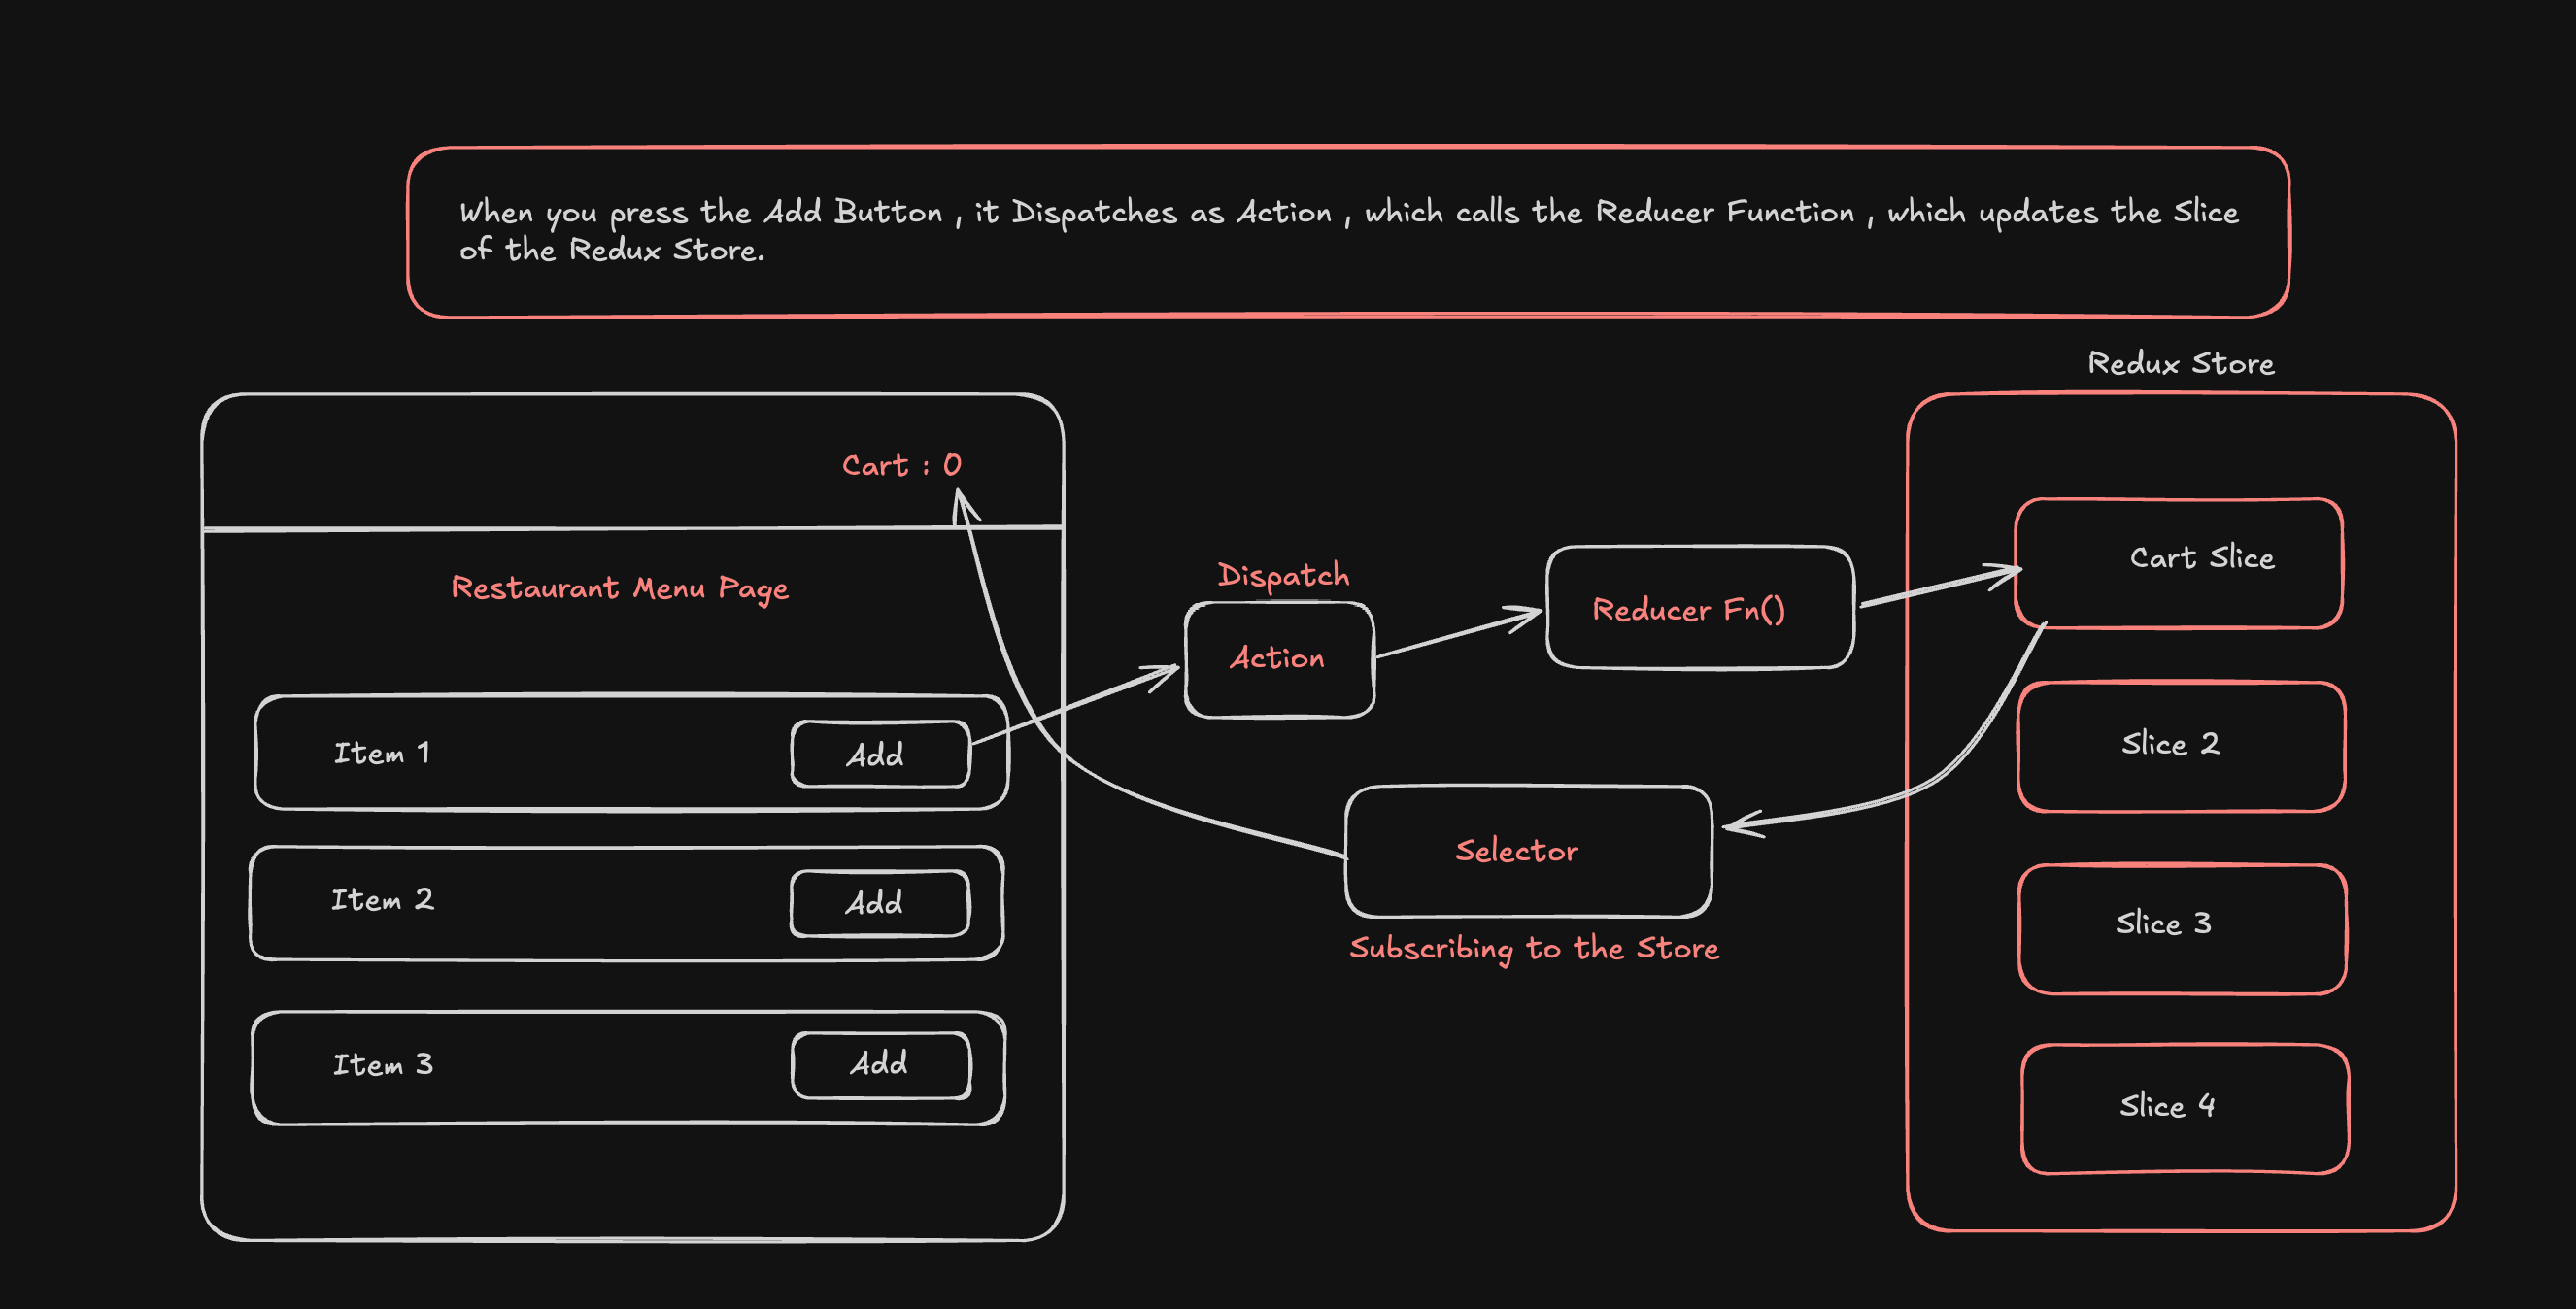 When you press the Add Button , it Dispatches as Action , which calls the Reducer Function , which updates the Slice
of the Redux Store.
Redux Store
Cart : 0
Restaurant Menu Page
Item 1
Add
Item 2
Add
Item 3
Add
Dispatch
Action
Reducer Fn()
Selector
Subscribing to the Store
Cart Slice
Slice 2
Slice 3
Slice 4